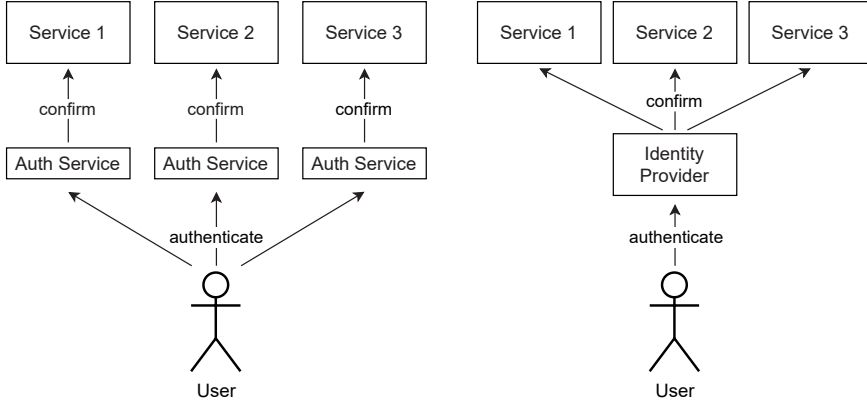 Service 1
Service 2
Service 3
confirm
confirm
confirm
Auth Service
Auth Service
Auth Service
authenticate
User
Service 1
Service 2
Service 3
confirm
Identity
Provider
authenticate
User